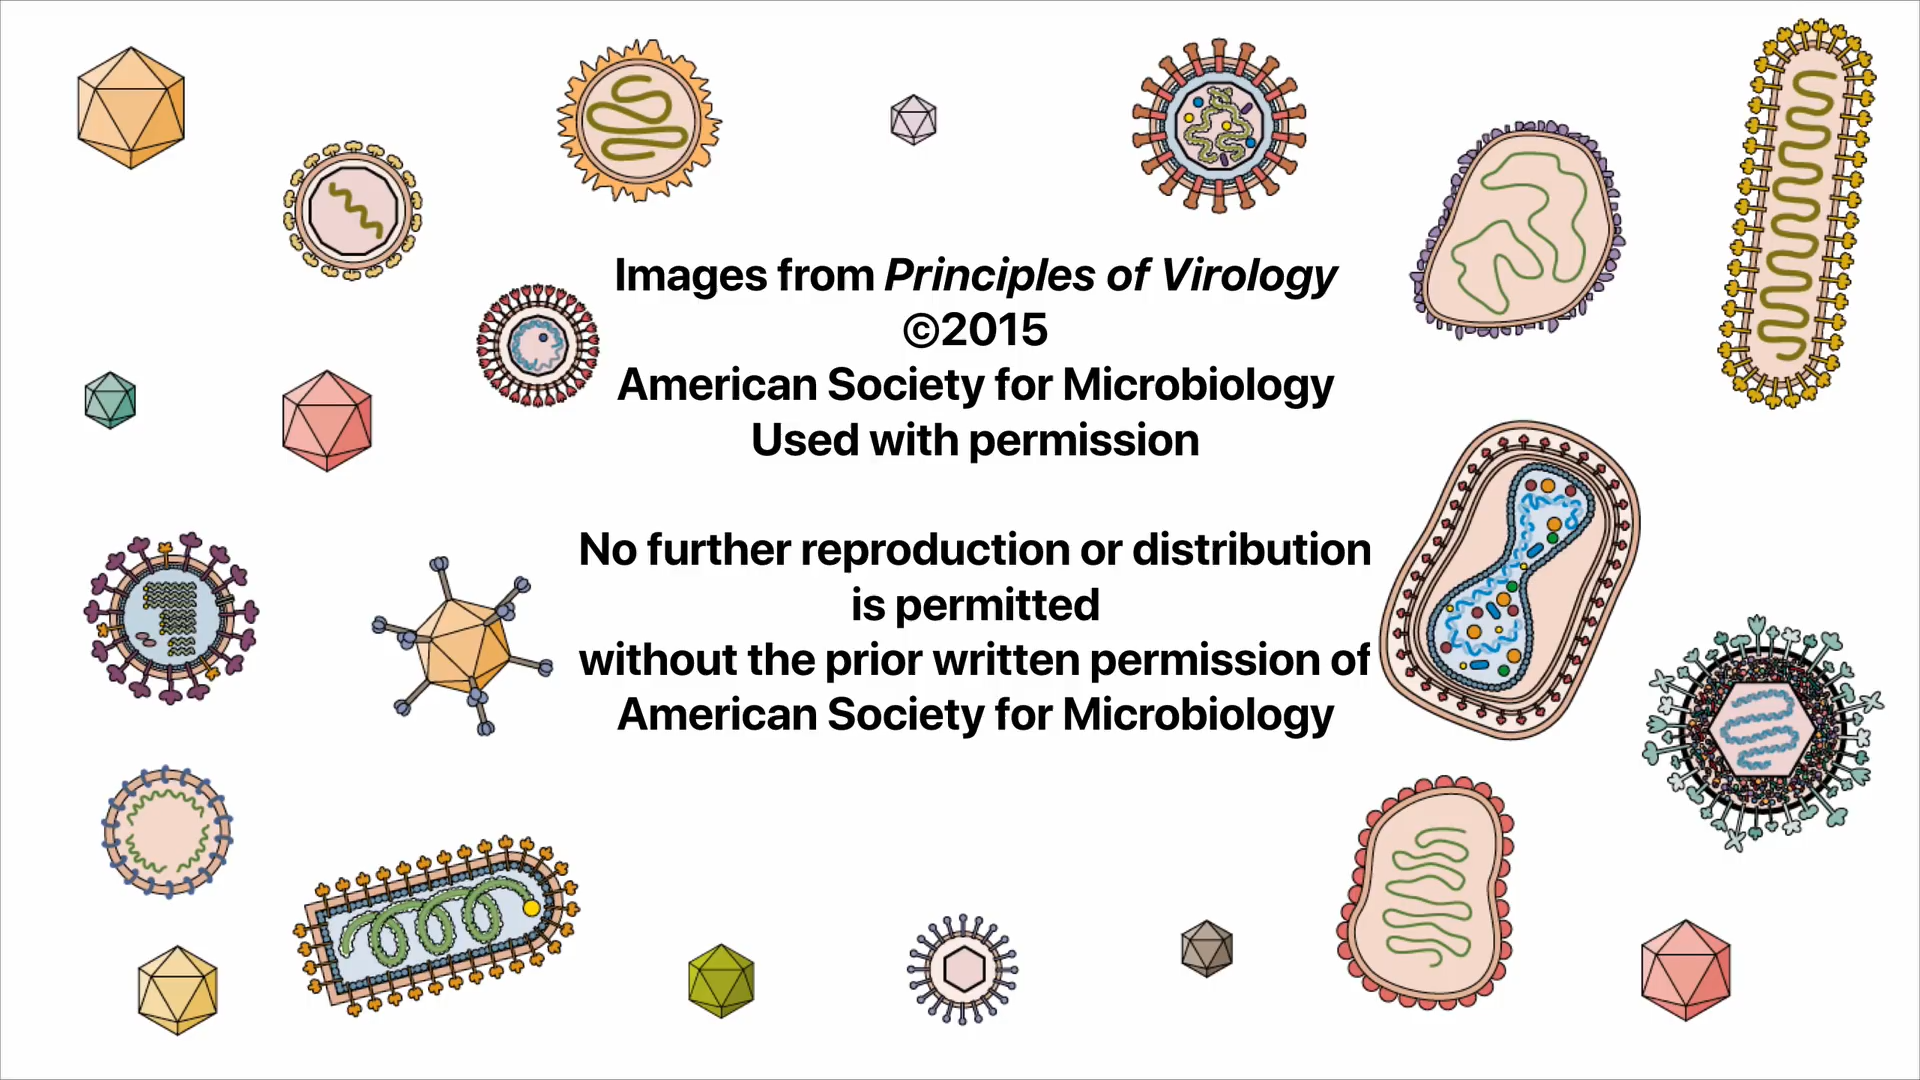 Images from Principles of Virology
©2015
American Society for Microbiology
Used with permission
No further reproduction or distribution
is permitted
without the prior written permission of
American Society for Microbiology